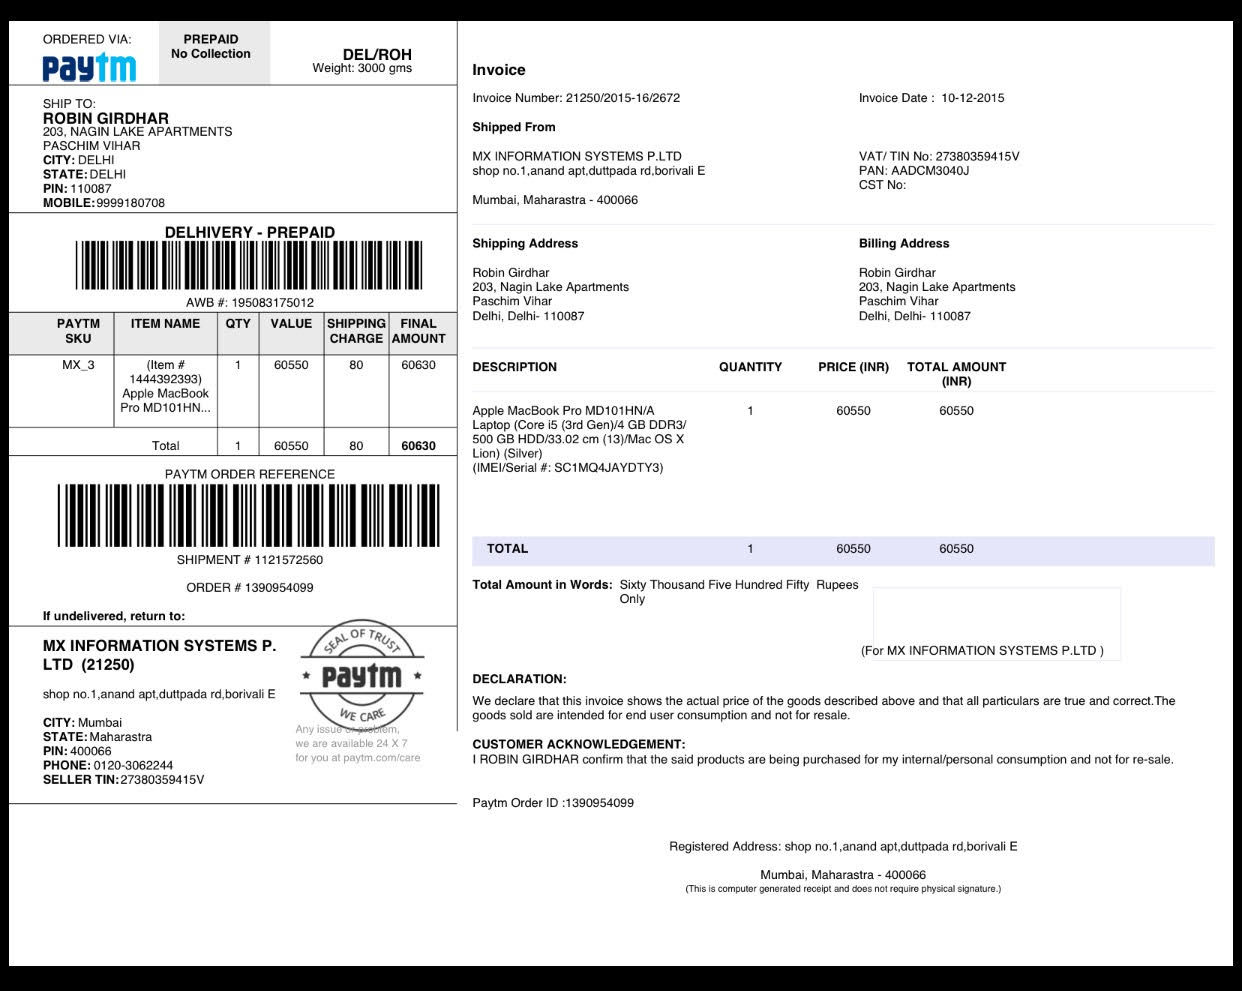 ORDERED VIA:
paytm
PREPAID
No Collection
DEL/ROH
Weight: 3000 gms
SHIP TO:
ROBIN GIRDHAR
203, NAGIN LAKE APARTMENTS
PASCHIM VIHAR
CITY: DELHI
STATE: DELHI
PIN: 110087
MOBILE:9999180708
DELHIVERY - PREPAID
AWB #: 195083175012
PAYTM SKU ITEM NAME QTY VALUE SHIPPING CHARGE FINAL AMOUNT
MX_3 (Item # 1 60550 80 60630
1444392393)
Apple MacBook
Pro MD101HN...
Total 1 60550 80 60630
PAYTM ORDER REFERENCE
SHIPMENT # 1121572560
ORDER # 1390954099
If undelivered, return to:
MX INFORMATION SYSTEMS P.
LTD (21250)
shop no.1,anand apt,duttpada rd,borivali E
CITY: Mumbai
STATE: Maharastra
PIN: 400066
PHONE: 0120-3062244
SELLER TIN:27380359415V
SEAL OF TRUST
paytm
WE CARE
Any issue or problem,
we are available 24 X 7
for you at paytm.com/care
Invoice
Invoice Number: 21250/2015-16/2672
Invoice Date : 10-12-2015
Shipped From
MX INFORMATION SYSTEMS P.LTD
shop no.1,anand apt,duttpada rd,borivali E
Mumbai, Maharastra - 400066
VAT/ TIN No: 27380359415V
PAN: AADCM3040J
CST No:
Shipping Address
Robin Girdhar
203, Nagin Lake Apartments
Paschim Vihar
Delhi, Delhi- 110087
Billing Address
Robin Girdhar
203, Nagin Lake Apartments
Paschim Vihar
Delhi, Delhi- 110087
DESCRIPTION QUANTITY PRICE (INR) TOTAL AMOUNT (INR)
Apple MacBook Pro MD101HN/A 1 60550 60550
Laptop (Core i5 (3rd Gen)/4 GB DDR3/
500 GB HDD/33.02 cm (13)/Mac OS X
Lion) (Silver)
(IMEI/Serial #: SC1MQ4JAYDTY3)
TOTAL 1 60550 60550
Total Amount in Words: Sixty Thousand Five Hundred Fifty Rupees
Only
(For MX INFORMATION SYSTEMS P.LTD )
DECLARATION:
We declare that this invoice shows the actual price of the goods described above and that all particulars are true and correct.The
goods sold are intended for end user consumption and not for resale.
CUSTOMER ACKNOWLEDGEMENT:
I ROBIN GIRDHAR confirm that the said products are being purchased for my internal/personal consumption and not for re-sale.
Paytm Order ID :1390954099
Registered Address: shop no.1,anand apt,duttpada rd,borivali E
Mumbai, Maharastra - 400066
(This is computer generated receipt and does not require physical signature.)